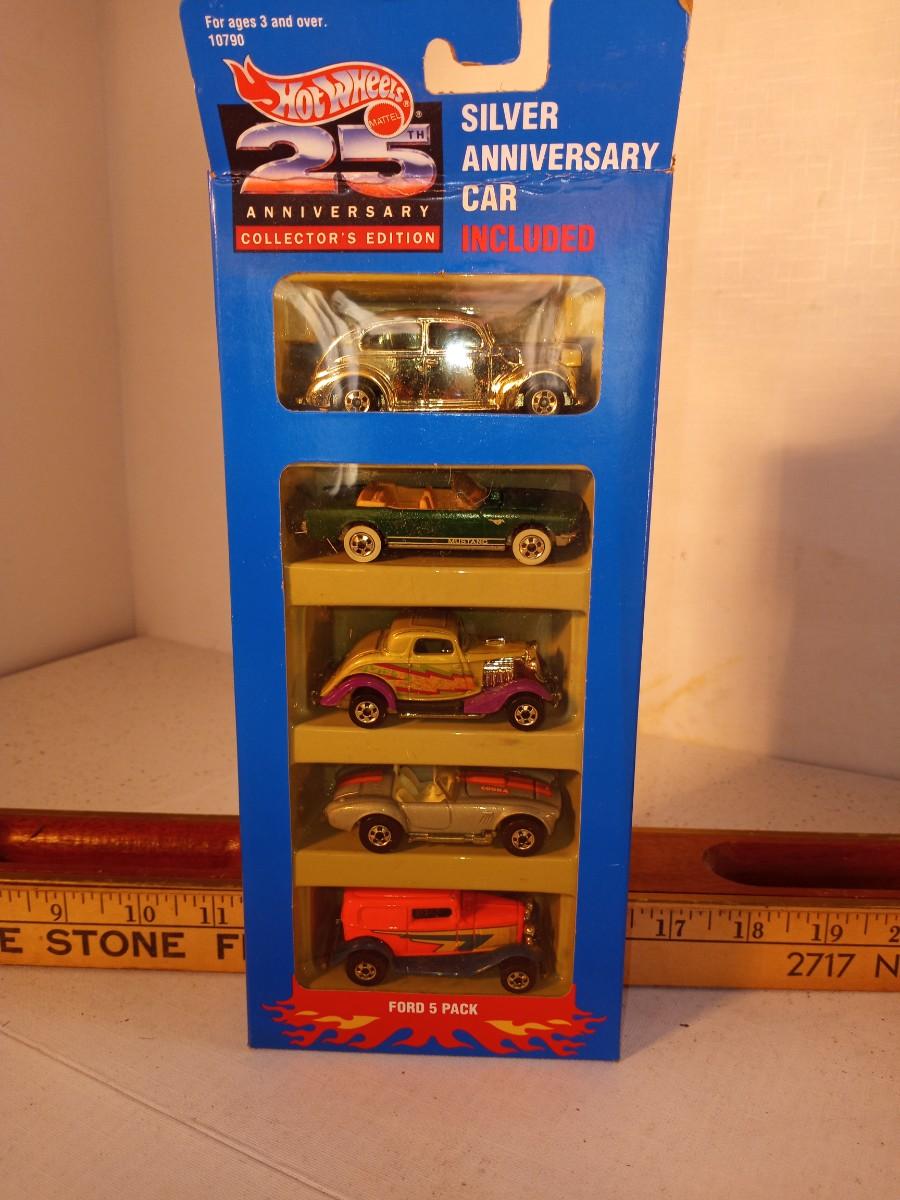 For ages 3 and over.
10790
HOT WHEELS®
MATTEL ®
25TH
ANNIVERSARY
COLLECTOR'S EDITION
SILVER
ANNIVERSARY
CAR
INCLUDED
MUSTANG
COBRA
FORD 5 PACK
9 10 11 17 18 19 2
E STONE F 2717 N